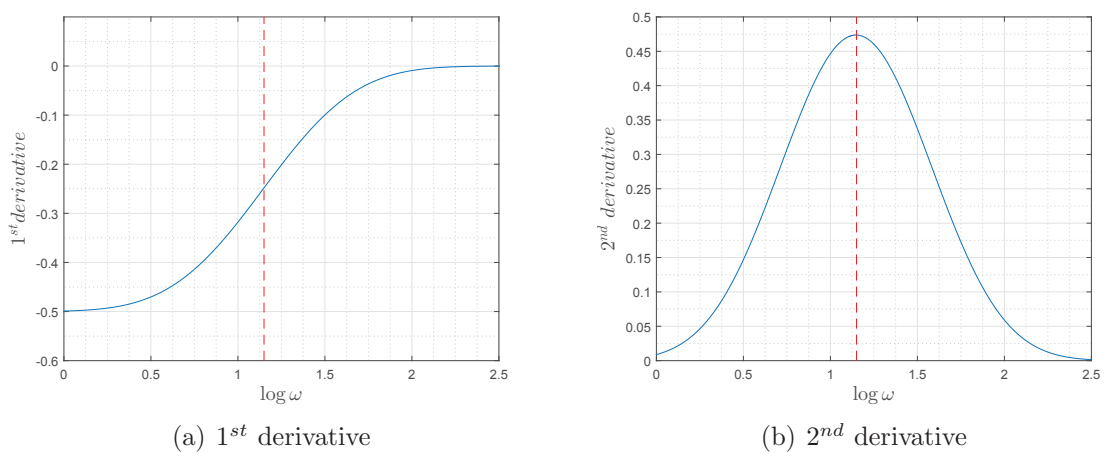 0
-0.1
-0.2
-0.3
-0.4
-0.5
-0.6
1^{st}derivative
0 0.5 1 1.5 2 2.5
log ω
(a) 1^{st} derivative
0.5
0.45
0.4
0.35
0.3
0.25
0.2
0.15
0.1
0.05
0
2^{nd} derivative
0 0.5 1 1.5 2 2.5
log ω
(b) 2^{nd} derivative